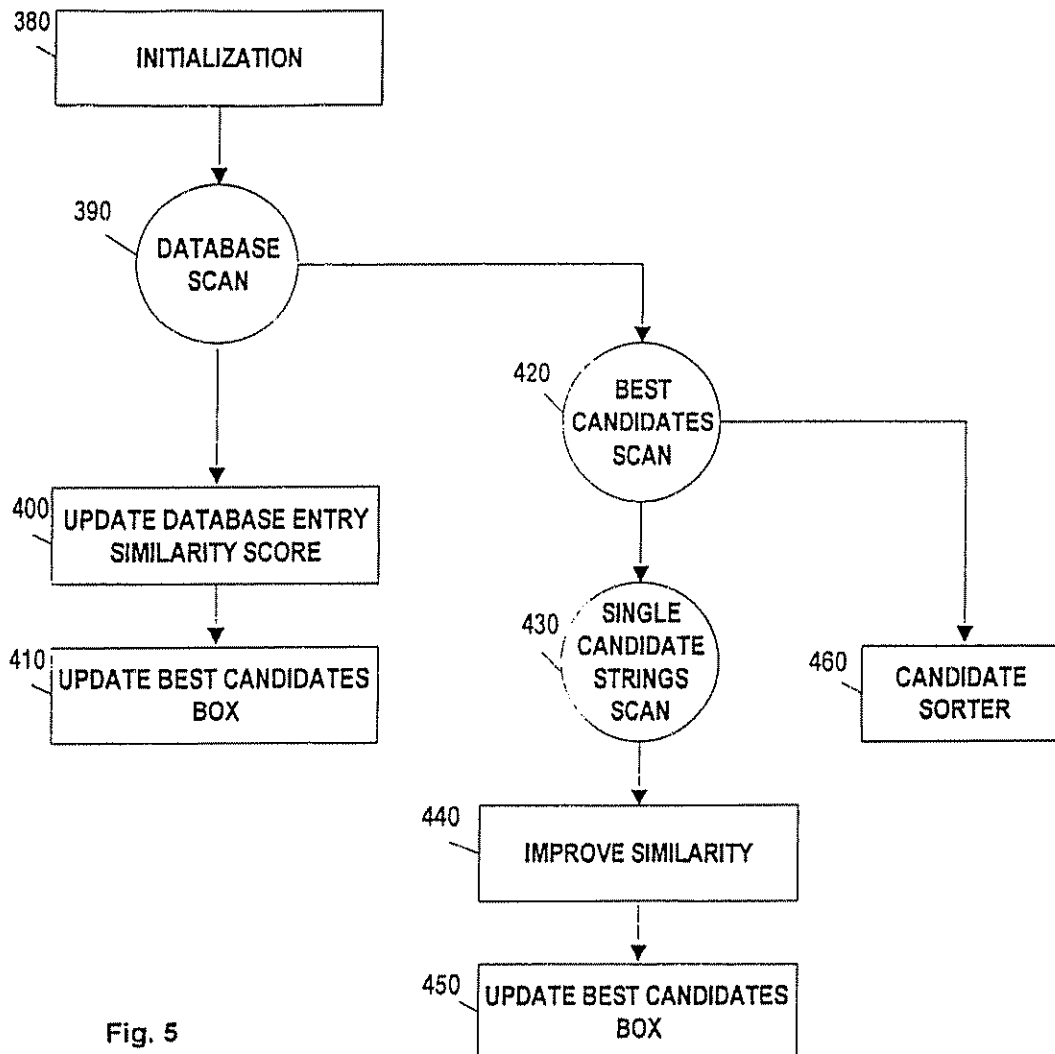 380
INITIALIZATION
390
DATABASE
SCAN
420
BEST
CANDIDATES
SCAN
400
UPDATE DATABASE ENTRY
SIMILARITY SCORE
430
SINGLE
CANDIDATE
STRINGS
SCAN
410
UPDATE BEST CANDIDATES
BOX
460
CANDIDATE
SORTER
440
IMPROVE SIMILARITY
450
UPDATE BEST CANDIDATES
BOX
Fig. 5